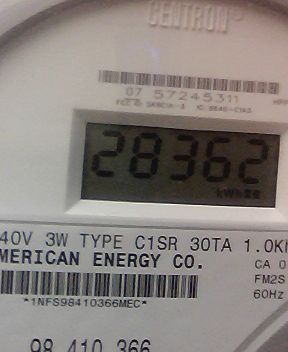 CENTRON
07 57245311
28362
kWh
40V 3W TYPE C1SR 30TA 1.0K
MERICAN ENERGY CO.
CA 0
FM2S
60Hz
*1NFS98410366MEC*
98 410 366